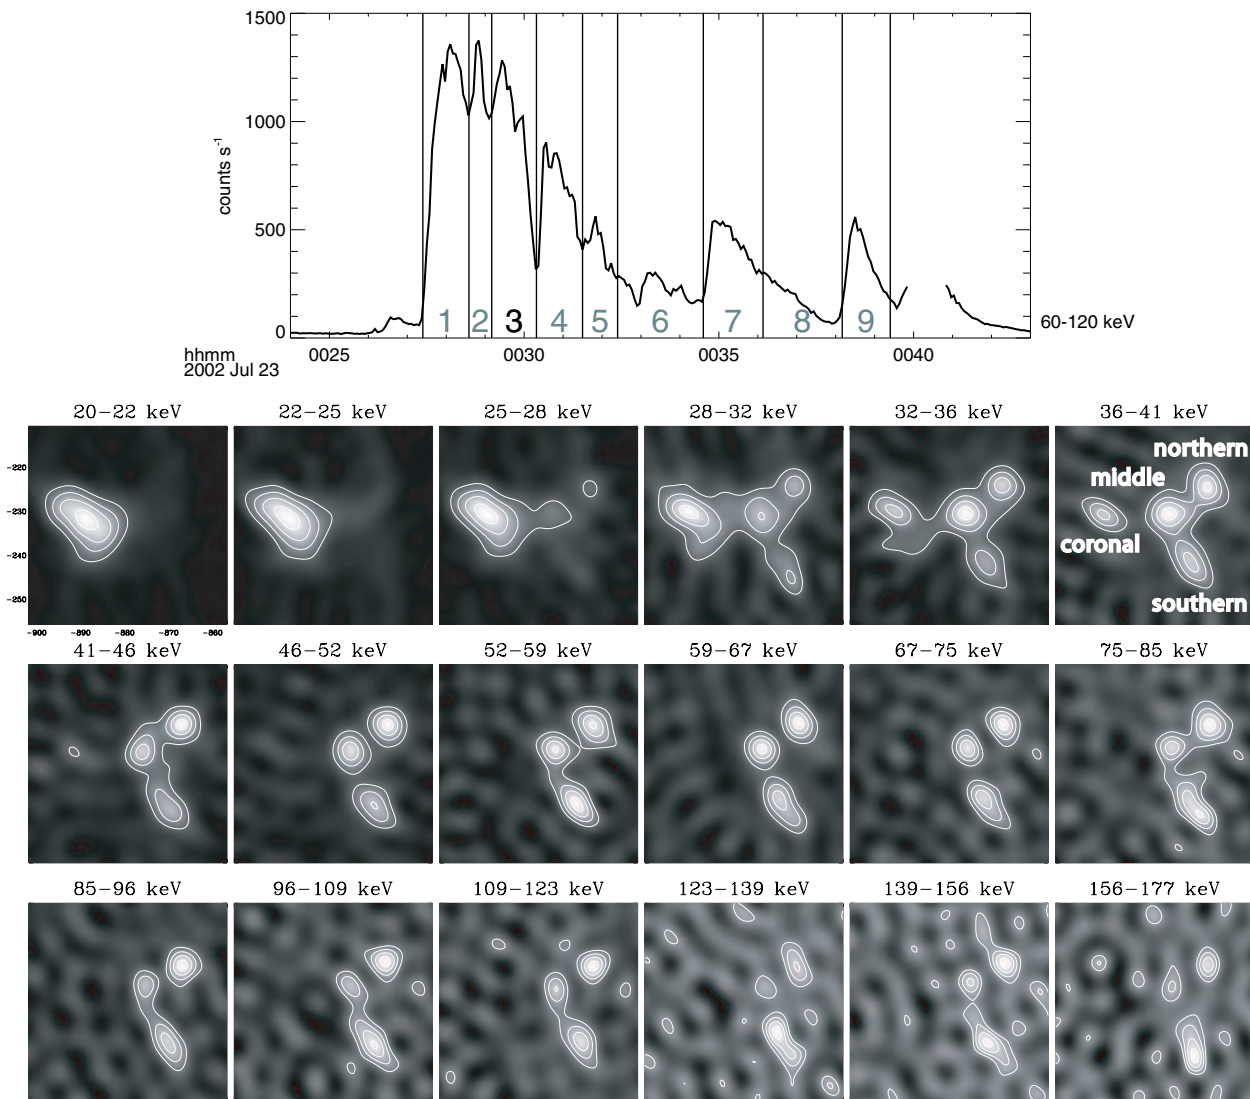 1500
1000
500
0
counts s-1
1 2 3 4 5 6 7 8 9
60-120 keV
0025 0030 0035 0040
hhmm
2002 Jul 23
20-22 keV 22-25 keV 25-28 keV 28-32 keV 32-36 keV 36-41 keV
northern
middle
coronal
southern
-220
-230
-240
-250
-900 -890 -880 -870 -860
41-46 keV 46-52 keV 52-59 keV 59-67 keV 67-75 keV 75-85 keV
85-96 keV 96-109 keV 109-123 keV 123-139 keV 139-156 keV 156-177 keV